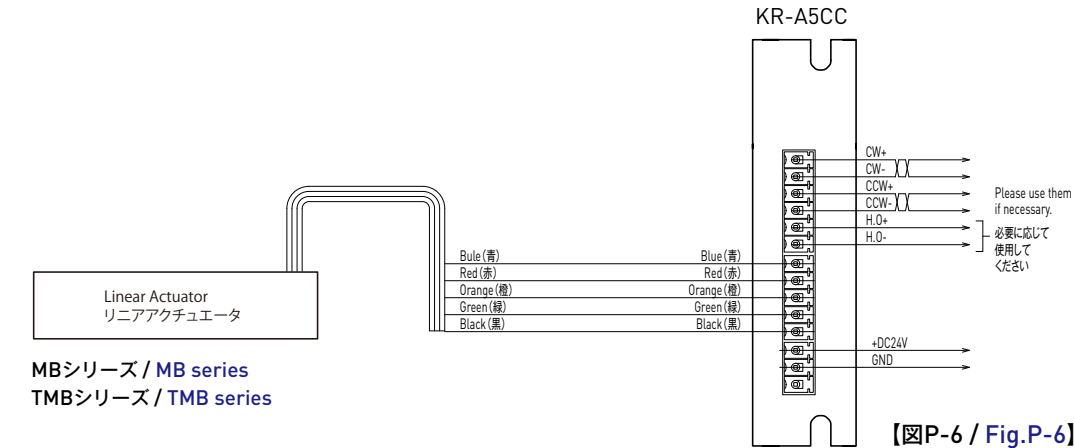 KR-A5CC
CW+
CW-
CCW+
CCW-
H.O+
H.O-
Please use them
if necessary.
必要に応じて
使用して
ください
Bule(青) Blue(青)
Red(赤) Red(赤)
Orange(橙) Orange(橙)
Green(緑) Green(緑)
Black(黒) Black(黒)
Linear Actuator
リニアアクチュエータ
+DC24V
GND
MBシリーズ / MB series
TMBシリーズ / TMB series
【図P-6 / Fig.P-6】